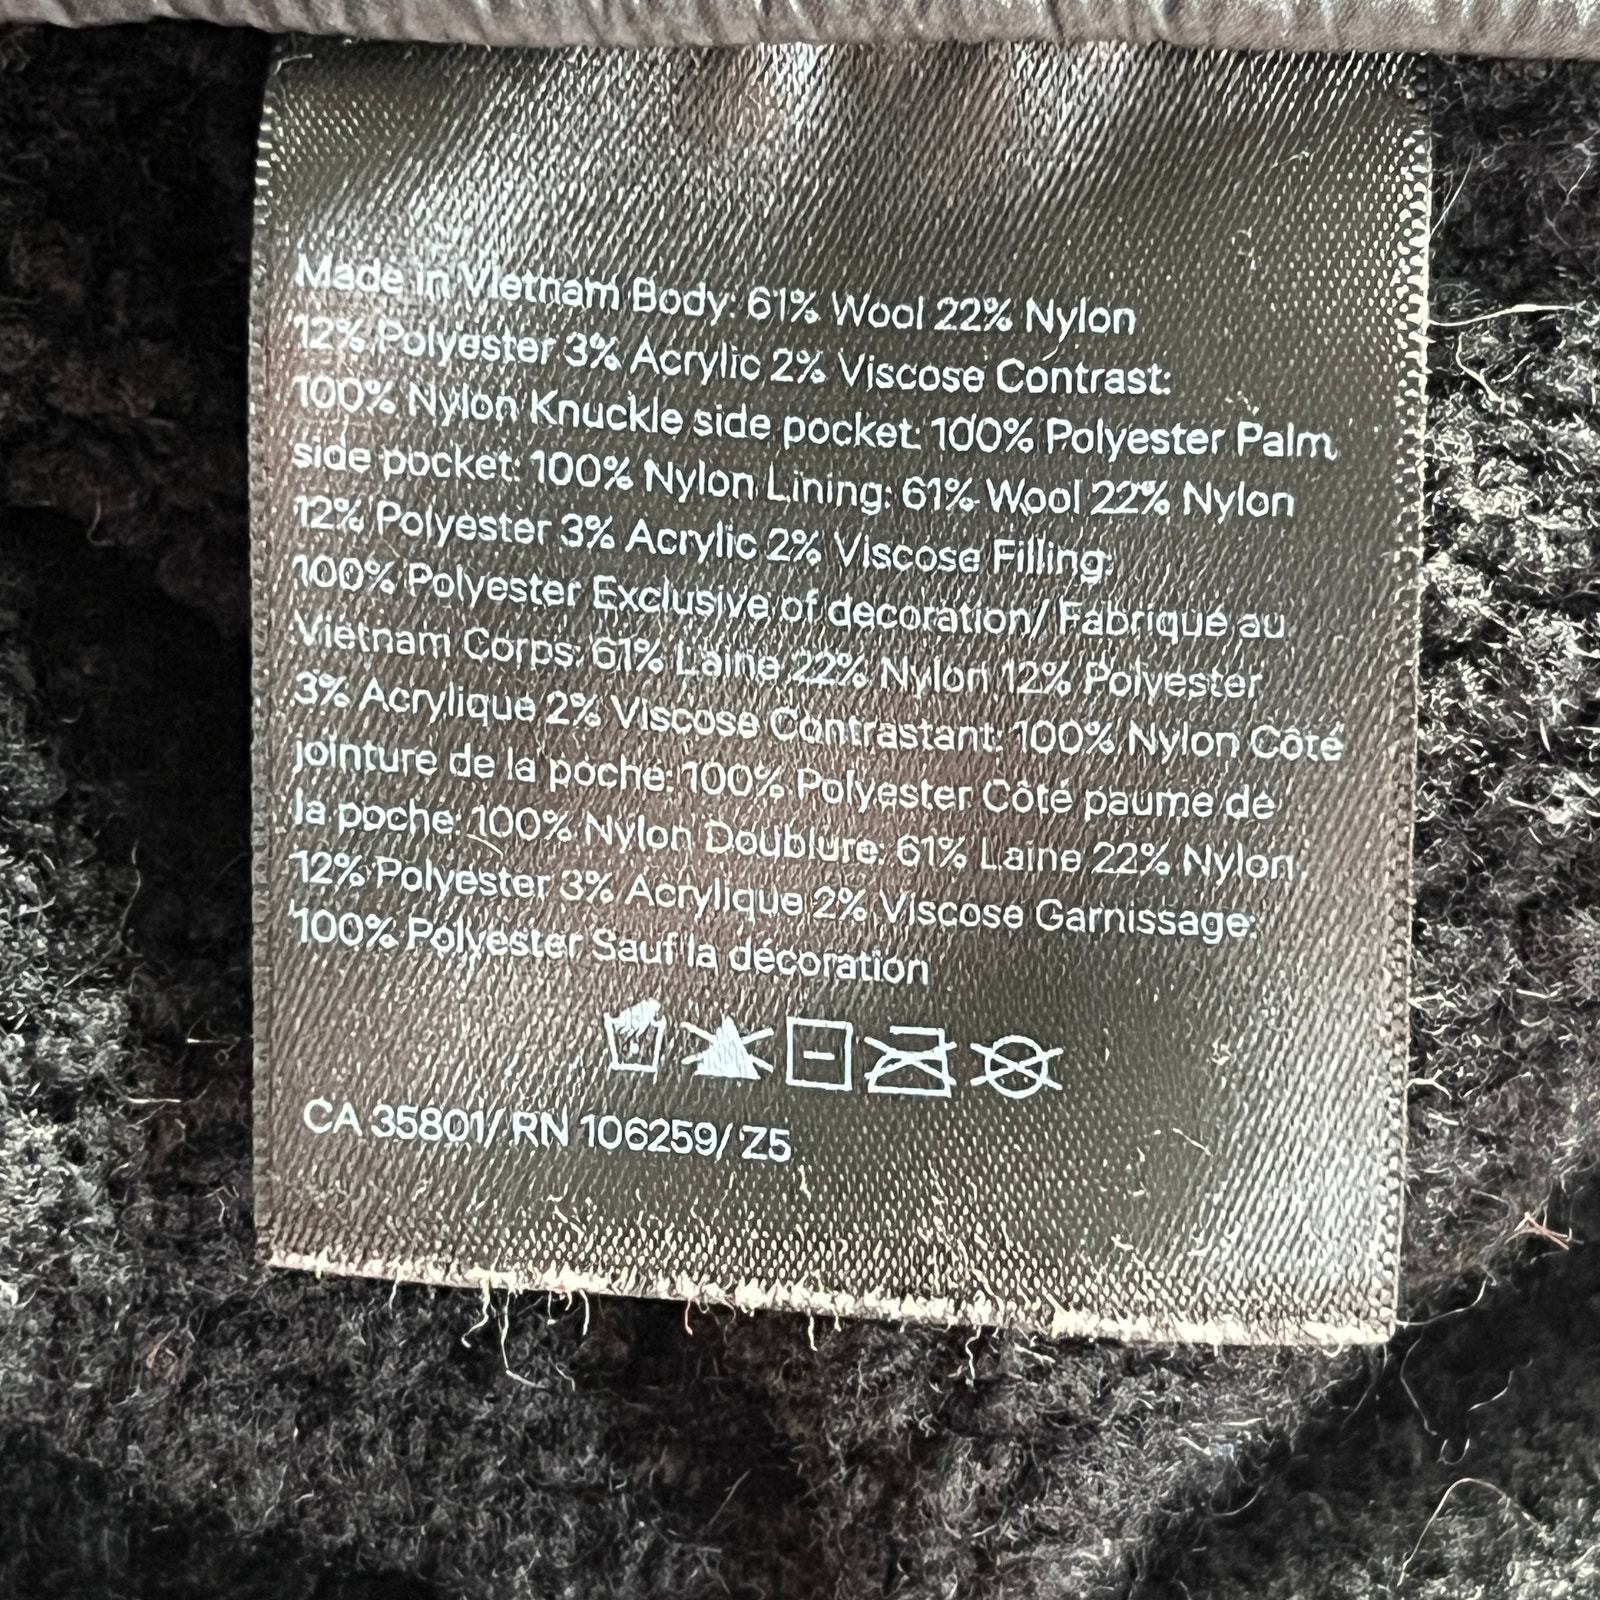 Made in Vietnam Body: 61% Wool 22% Nylon
12% Polyester 3% Acrylic 2% Viscose Contrast:
100% Nylon Knuckle side pocket: 100% Polyester Palm
side pocket: 100% Nylon Lining: 61% Wool 22% Nylon
12% Polyester 3% Acrylic 2% Viscose Filling:
100% Polyester Exclusive of decoration/ Fabriqué au
Viêtnam Corps: 61% Laine 22% Nylon 12% Polyester
3% Acrylique 2% Viscose Contrastant: 100% Nylon Côté
jointure de la poche: 100% Polyester Côté paume de
la poche: 100% Nylon Doublure: 61% Laine 22% Nylon
12% Polyester 3% Acrylique 2% Viscose Garnissage:
100% Polyester Sauf la décoration
CA 35801/ RN 106259/ Z5